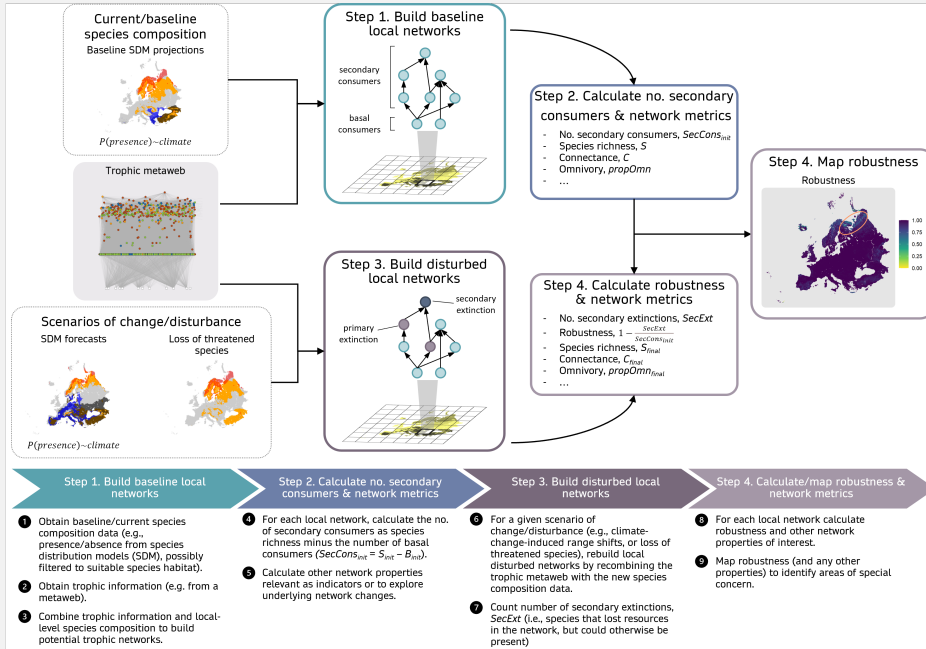 Current/baseline
species composition
Baseline SDM projections
P(presence)~climate
Trophic metaweb
Scenarios of change/disturbance
SDM forecasts
Loss of threatened
species
P(presence)~climate
Step 1. Build baseline
local networks
secondary
consumers
basal
consumers
Step 3. Build disturbed
local networks
secondary
extinction
primary
extinction
Step 2. Calculate no. secondary
consumers & network metrics
- No. secondary consumers, SecCons_init
- Species richness, S
- Connectance, C
- Omnivory, propOmn
- ...
Step 4. Calculate robustness
& network metrics
- No. secondary extinctions, SecExt
- Robustness, 1 − SecExt/SecCons_init
- Species richness, S_final
- Connectance, C_final
- Omnivory, propOmn_final
- ...
Step 4. Map robustness
Robustness
1.00
0.75
0.50
0.25
0.00
Step 1. Build baseline local
networks
1 Obtain baseline/current species
composition data (e.g.,
presence/absence from species
distribution models (SDM), possibly
filtered to suitable species habitat).
2 Obtain trophic information (e.g. from a
metaweb).
3 Combine trophic information and local-
level species composition to build
potential trophic networks.
Step 2. Calculate no. secondary
consumers & network metrics
4 For each local network, calculate the no.
of secondary consumers as species
richness minus the number of basal
consumers (SecCons_init = S_init – B_init).
5 Calculate other network properties
relevant as indicators or to explore
underlying network changes.
Step 3. Build disturbed local
networks
6 For a given scenario of
change/disturbance (e.g., climate-
change-induced range shifts, or loss of
threatened species), rebuild local
disturbed networks by recombining the
trophic metaweb with the new species
composition data.
7 Count number of secondary extinctions,
SecExt (i.e., species that lost resources
in the network, but could otherwise be
present)
Step 4. Calculate/map robustness &
network metrics
8 For each local network calculate
robustness and other network
properties of interest.
9 Map robustness (and any other
properties) to identify areas of special
concern.